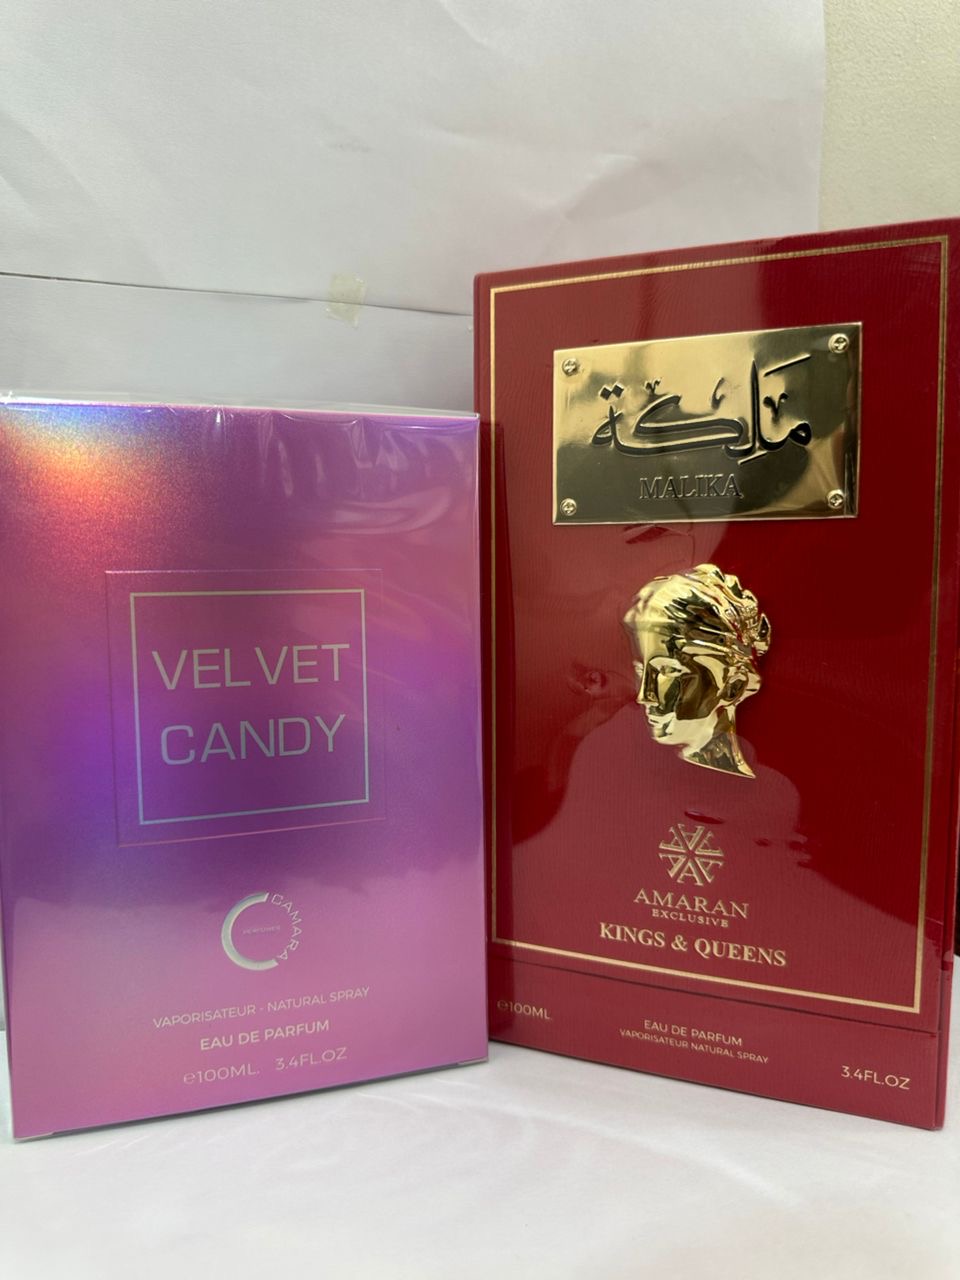 VELVET
CANDY
CAMARA
PERFUMES
VAPORISATEUR - NATURAL SPRAY
EAU DE PARFUM
℮100ML. 3.4FL.OZ
مَلِكة
MALIKA
AMARAN
EXCLUSIVE
KINGS & QUEENS
℮100ML
EAU DE PARFUM
VAPORISATEUR NATURAL SPRAY
3.4FL.OZ